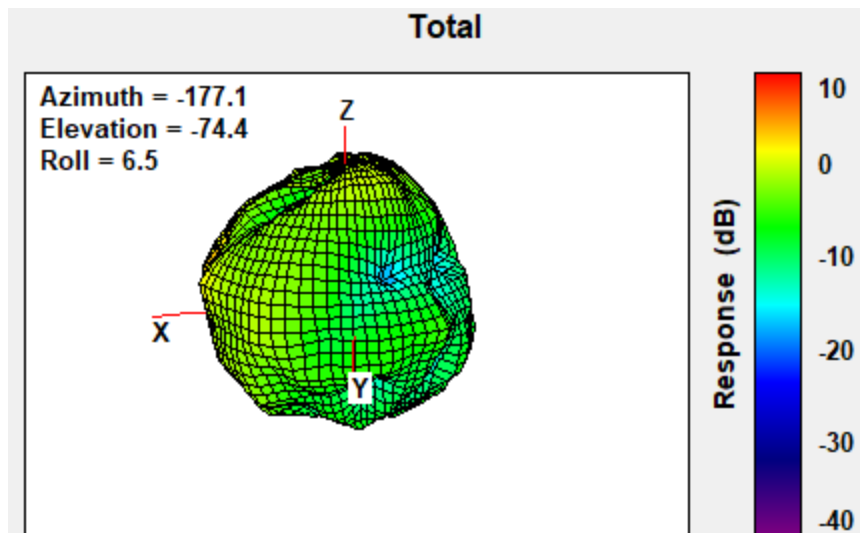 Total
Azimuth = -177.1
Elevation = -74.4
Roll = 6.5
Z
X
Y
10
0
-10
-20
-30
-40
Response (dB)